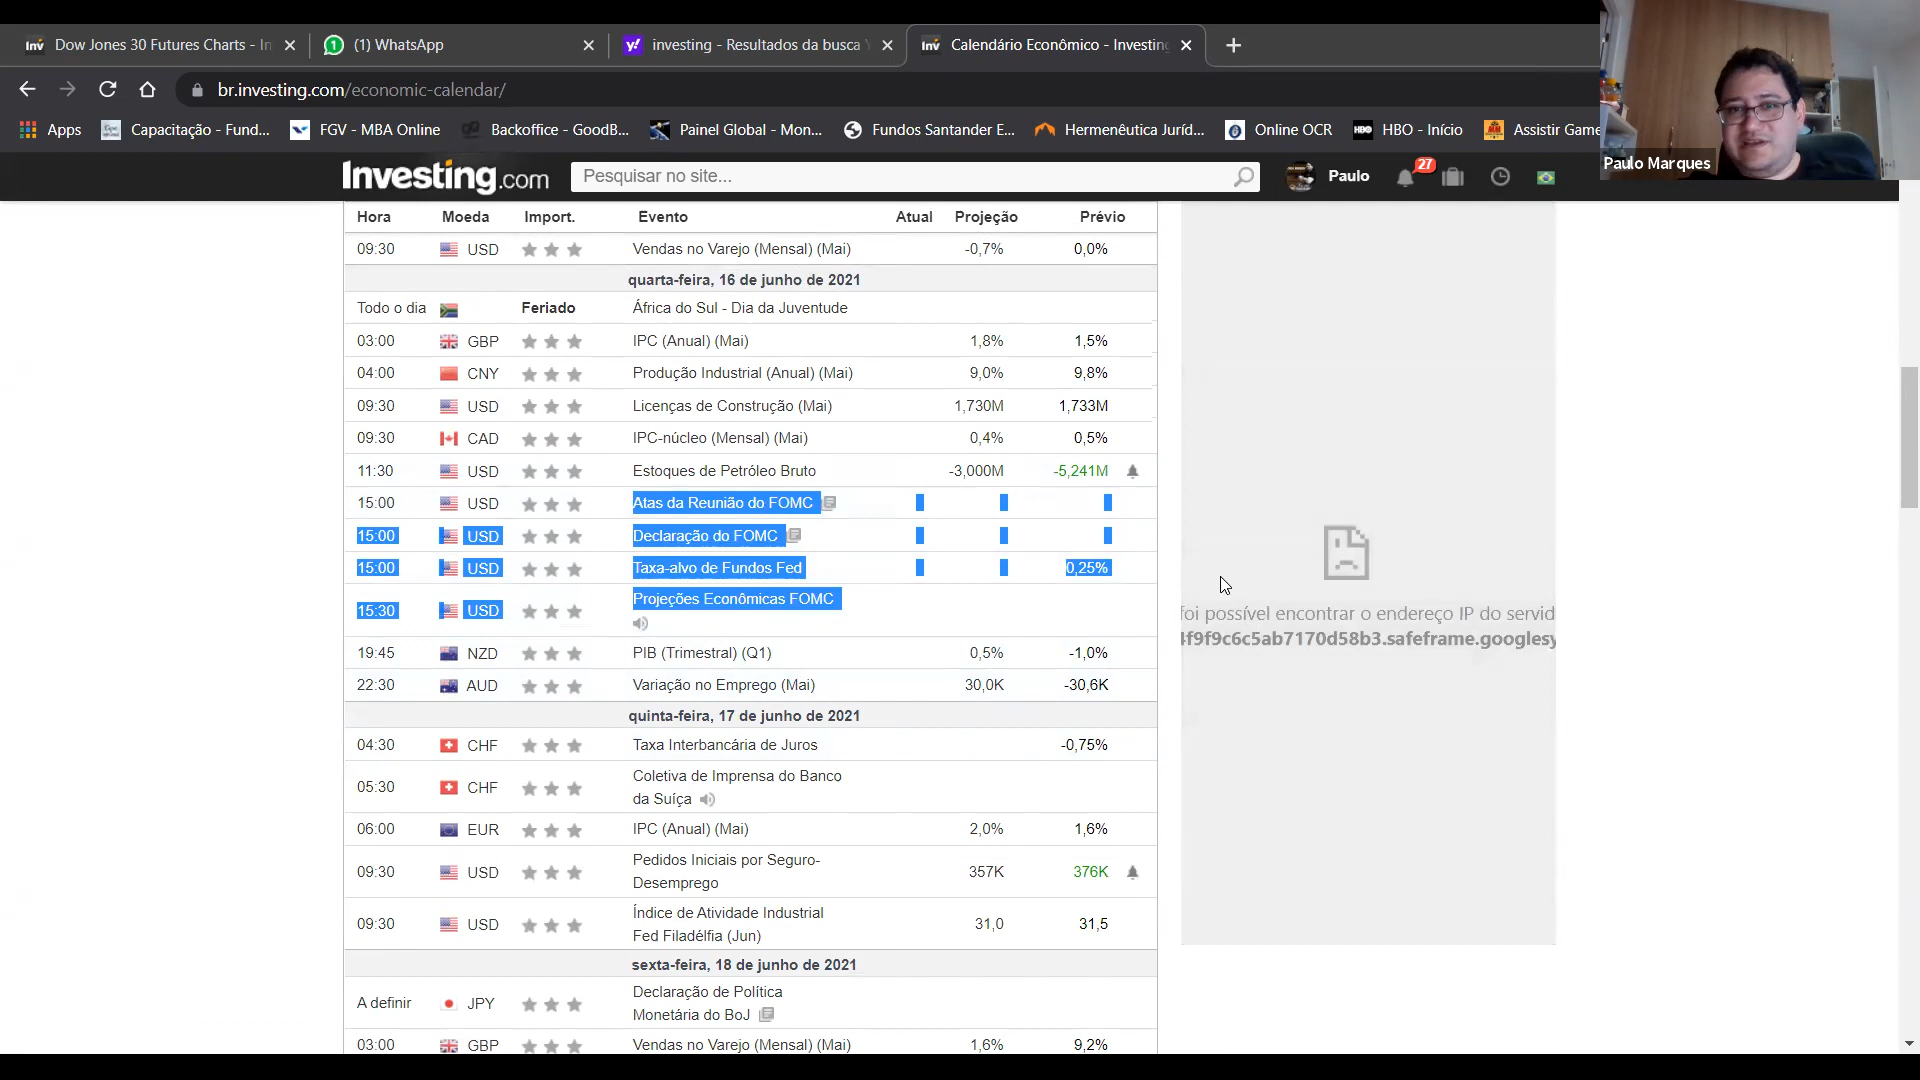 Inv Dow Jones 30 Futures Charts - In
1 (1) WhatsApp
y! investing - Resultados da busca Y
Inv Calendário Econômico - Investing
br.investing.com/economic-calendar/
Apps Capacitação - Fund... FGV - MBA Online Backoffice - GoodB... Painel Global - Mon... Fundos Santander E... Hermenêutica Juríd... Online OCR HBO HBO - Início Assistir Game
Paulo Marques
Investing.com Pesquisar no site... Paulo 27
Hora Moeda Import. Evento Atual Projeção Prévio
09:30 USD Vendas no Varejo (Mensal) (Mai) -0,7% 0,0%
quarta-feira, 16 de junho de 2021
Todo o dia Feriado África do Sul - Dia da Juventude
03:00 GBP IPC (Anual) (Mai) 1,8% 1,5%
04:00 CNY Produção Industrial (Anual) (Mai) 9,0% 9,8%
09:30 USD Licenças de Construção (Mai) 1,730M 1,733M
09:30 CAD IPC-núcleo (Mensal) (Mai) 0,4% 0,5%
11:30 USD Estoques de Petróleo Bruto -3,000M -5,241M
15:00 USD Atas da Reunião do FOMC
15:00 USD Declaração do FOMC
15:00 USD Taxa-alvo de Fundos Fed 0,25%
15:30 USD Projeções Econômicas FOMC
19:45 NZD PIB (Trimestral) (Q1) 0,5% -1,0%
22:30 AUD Variação no Emprego (Mai) 30,0K -30,6K
quinta-feira, 17 de junho de 2021
04:30 CHF Taxa Interbancária de Juros -0,75%
05:30 CHF Coletiva de Imprensa do Banco
da Suíça
06:00 EUR IPC (Anual) (Mai) 2,0% 1,6%
09:30 USD Pedidos Iniciais por Seguro-
Desemprego 357K 376K
09:30 USD Índice de Atividade Industrial
Fed Filadélfia (Jun) 31,0 31,5
sexta-feira, 18 de junho de 2021
A definir JPY Declaração de Política
Monetária do BoJ
03:00 GBP Vendas no Varejo (Mensal) (Mai) 1,6% 9,2%
foi possível encontrar o endereço IP do servid
4f9f9c6c5ab7170d58b3.safeframe.googlesy